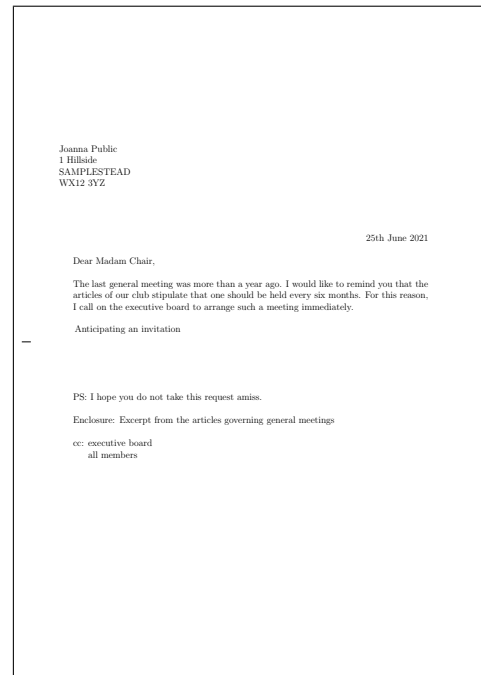 Joanna Public
1 Hillside
SAMPLESTEAD
WX12 3YZ
25th June 2021
Dear Madam Chair,
The last general meeting was more than a year ago. I would like to remind you that the
articles of our club stipulate that one should be held every six months. For this reason,
I call on the executive board to arrange such a meeting immediately.
Anticipating an invitation
PS: I hope you do not take this request amiss.
Enclosure: Excerpt from the articles governing general meetings
cc: executive board
all members